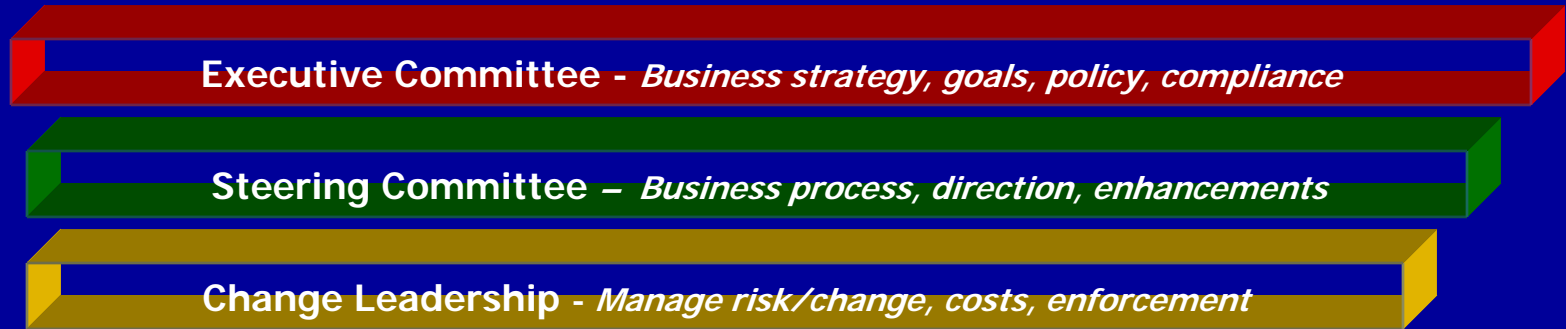 Executive Committee - Business strategy, goals, policy, compliance
Steering Committee – Business process, direction, enhancements
Change Leadership - Manage risk/change, costs, enforcement